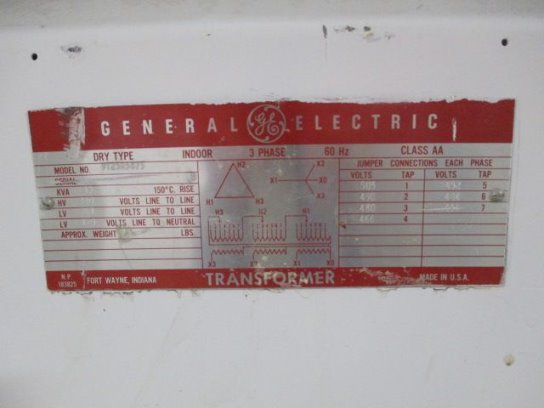 GENERAL GE ELECTRIC
DRY TYPE INDOOR 3 PHASE 60 Hz CLASS AA
MODEL NO.
SERIAL
KVA 150°C. RISE
HV VOLTS LINE TO LINE
LV VOLTS LINE TO LINE
LV VOLTS LINE TO NEUTRAL
APPROX. WEIGHT LBS
H2
H1 H3
X2
X1 X0
X3
H3 H2 H1
X3 X2 X1 X0
JUMPER CONNECTIONS EACH PHASE
VOLTS TAP VOLTS TAP
505 1 5
2 6
3 7
4
N.P. 183825 FORT WAYNE, INDIANA TRANSFORMER MADE IN U.S.A.